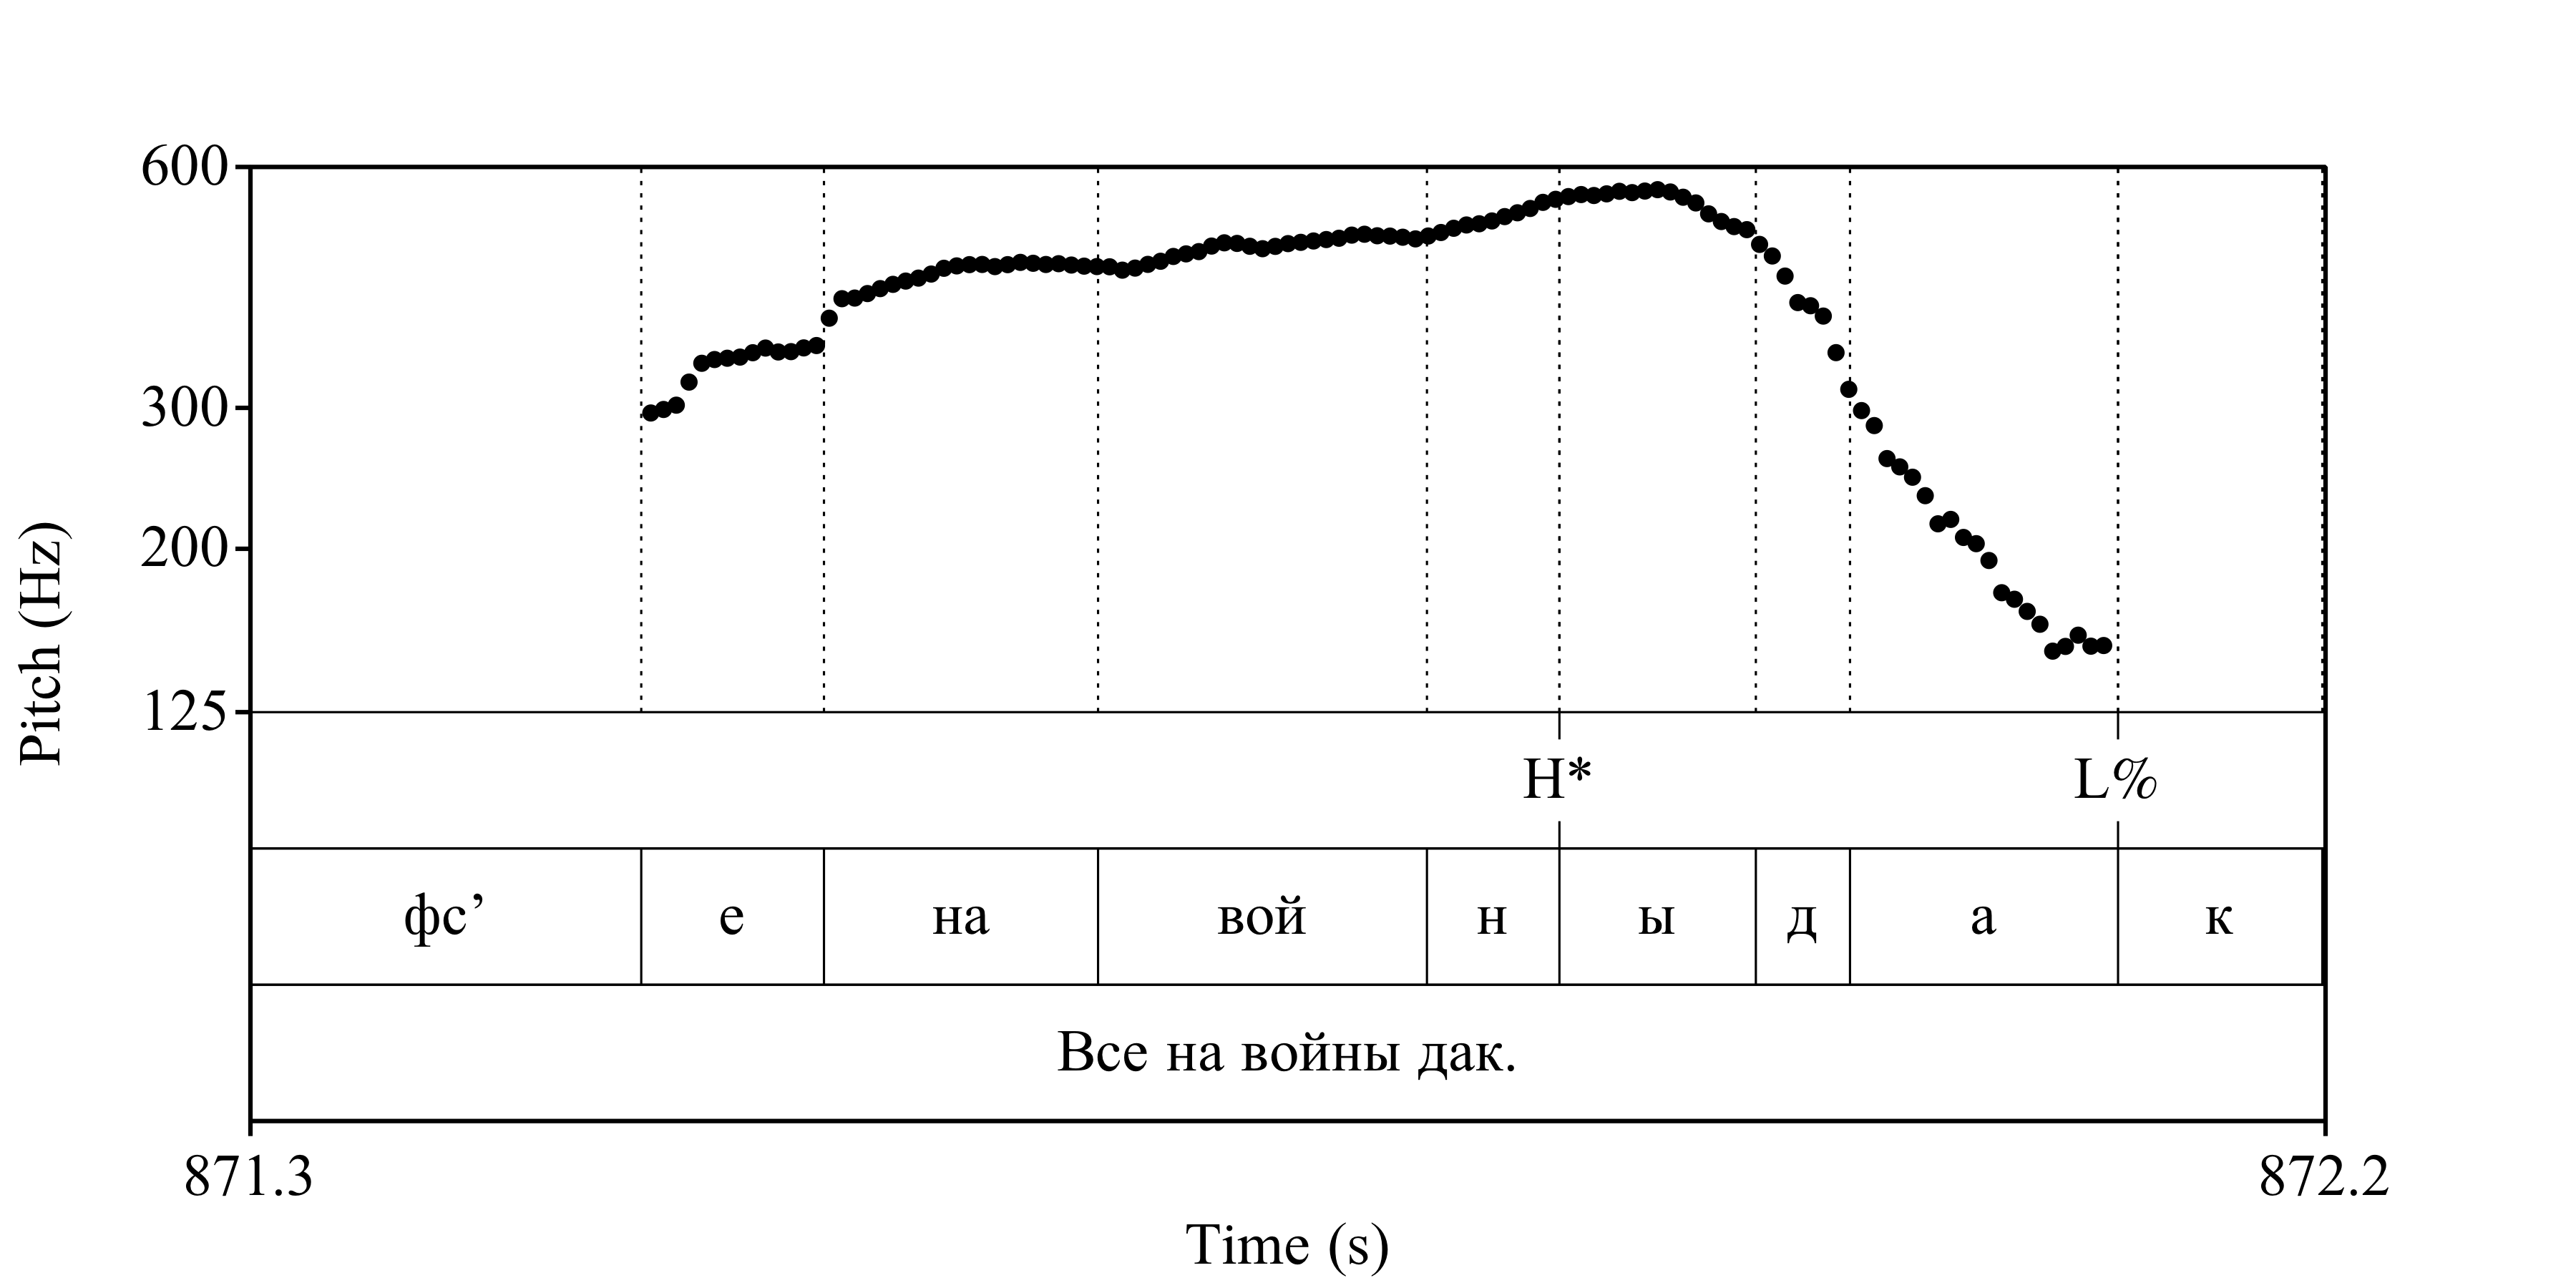 600
300
200
125
Pitch (Hz)
H* L%
фс’ е на вой н ы д а к
Все на войны дак.
871.3 872.2
Time (s)